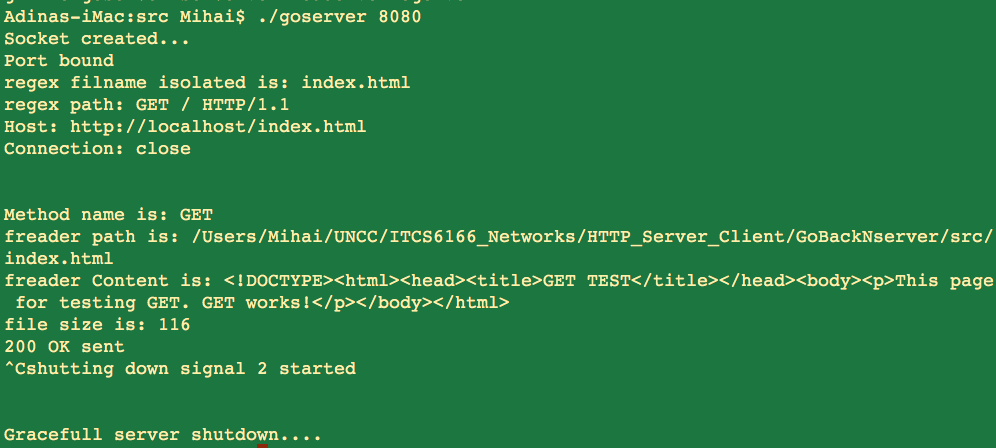 Adinas-iMac:src Mihai$ ./goserver 8080
Socket created...
Port bound
regex filname isolated is: index.html
regex path: GET / HTTP/1.1
Host: http://localhost/index.html
Connection: close
Method name is: GET
freader path is: /Users/Mihai/UNCC/ITCS6166_Networks/HTTP_Server_Client/GoBackNserver/src/
index.html
freader Content is: <!DOCTYPE><html><head><title>GET TEST</title></head><body><p>This page
 for testing GET. GET works!</p></body></html>
file size is: 116
200 OK sent
^Cshutting down signal 2 started
Gracefull server shutdown....